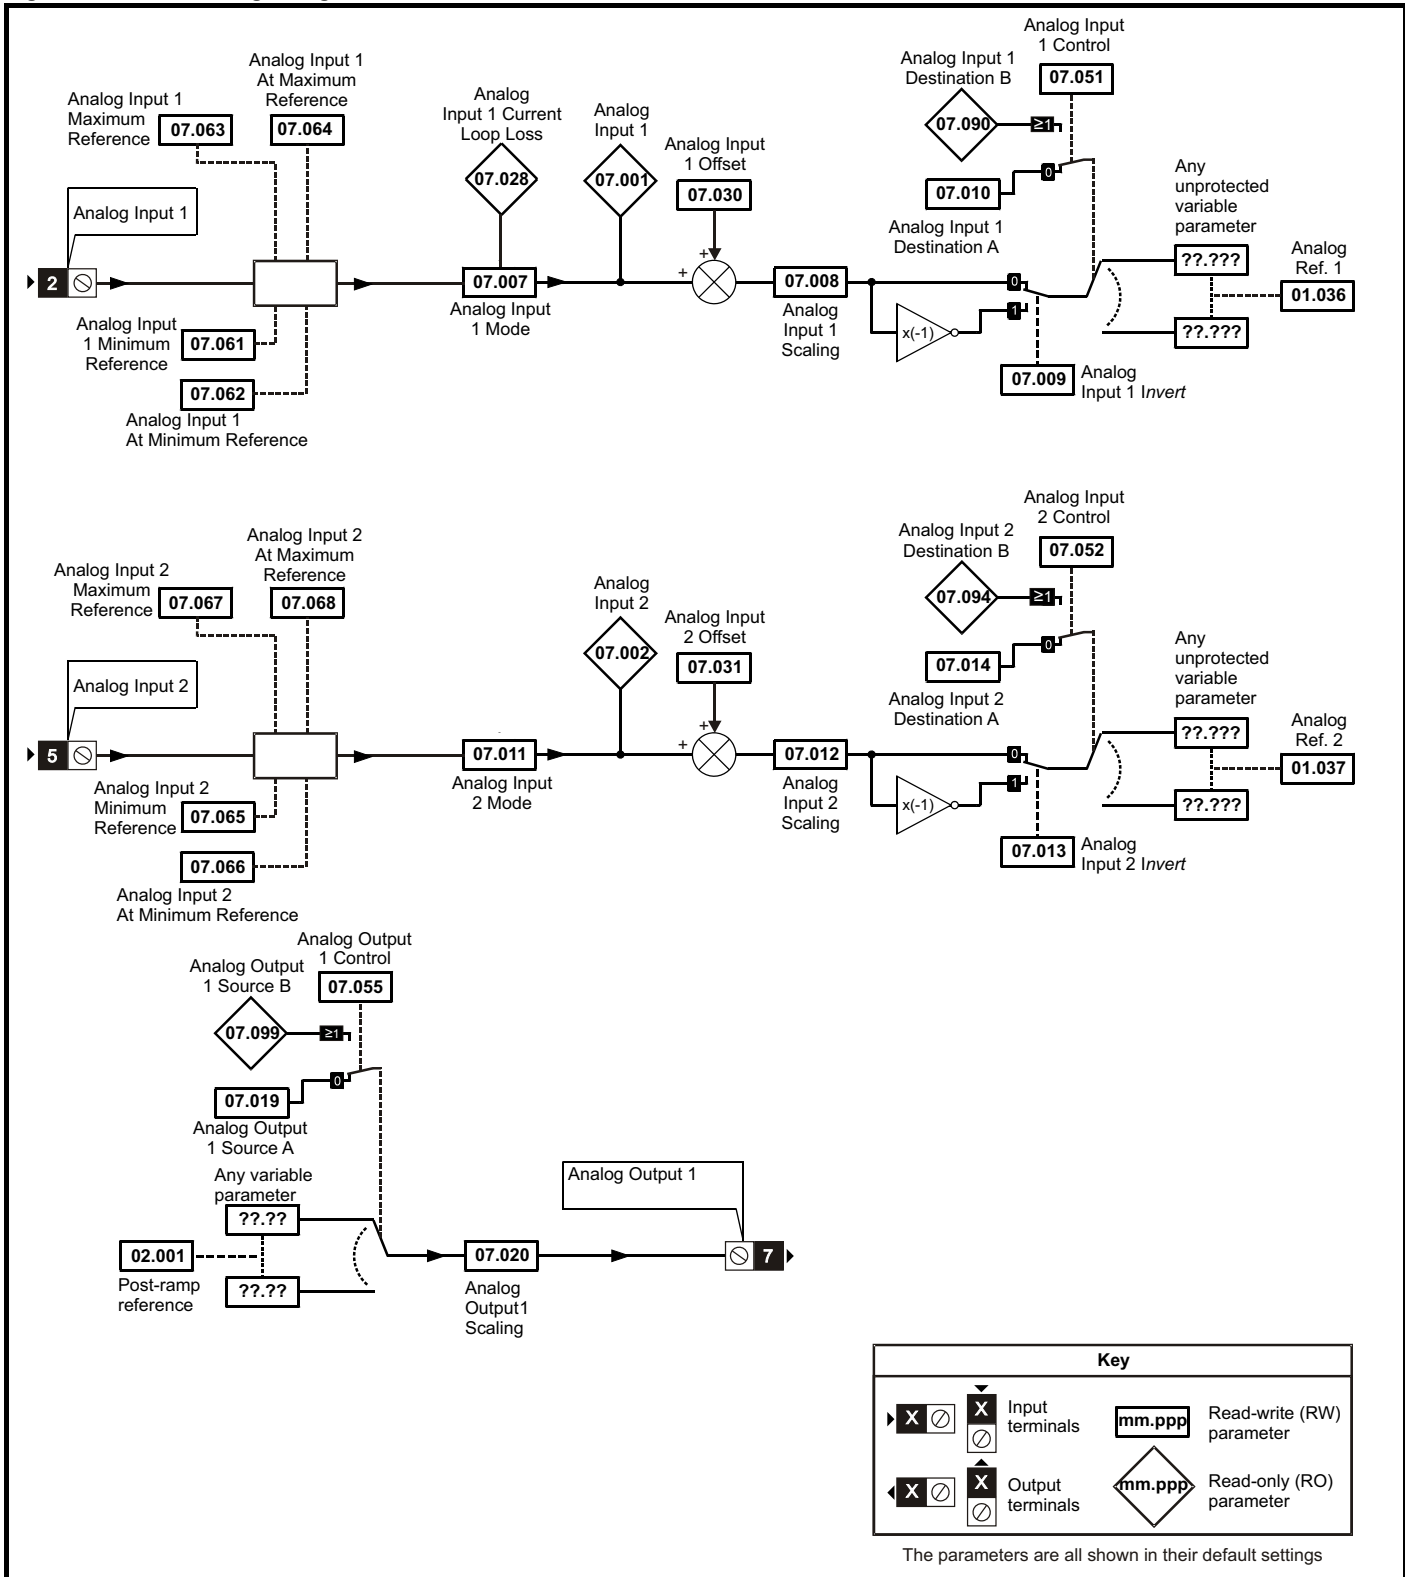 Analog Input 1
Maximum
Reference
07.063
Analog Input 1
At Maximum
Reference
07.064
Analog Input 1
2
Analog Input
1 Minimum
Reference
07.061
07.062
Analog Input 1
At Minimum Reference
Analog
Input 1 Current
Loop Loss
07.028
07.007
Analog Input
1 Mode
Analog
Input 1
07.001
Analog Input
1 Offset
07.030
+
+
07.008
Analog
Input 1
Scaling
x(-1)
Analog Input 1
Destination B
07.090
≥1
Analog Input
1 Control
07.051
0
07.010
Analog Input 1
Destination A
0
1
07.009
Analog
Input 1 Invert
Any
unprotected
variable
parameter
??.???
??.???
Analog
Ref. 1
01.036
Analog Input 2
Maximum
Reference
07.067
Analog Input 2
At Maximum
Reference
07.068
Analog Input 2
5
Analog Input 2
Minimum
Reference
07.065
07.066
Analog Input 2
At Minimum Reference
07.011
Analog Input
2 Mode
Analog
Input 2
07.002
Analog Input
2 Offset
07.031
+
+
07.012
Analog
Input 2
Scaling
x(-1)
Analog Input 2
Destination B
07.094
≥1
Analog Input
2 Control
07.052
0
07.014
Analog Input 2
Destination A
0
1
07.013
Analog
Input 2 Invert
Any
unprotected
variable
parameter
??.???
??.???
Analog
Ref. 2
01.037
Analog Output
1 Control
07.055
Analog Output
1 Source B
07.099
≥1
0
07.019
Analog Output
1 Source A
Any variable
parameter
??.??
02.001
Post-ramp
reference
??.??
07.020
Analog
Output1
Scaling
Analog Output 1
7
Key
X
X
Input
terminals
mm.ppp
Read-write (RW)
parameter
X
X
Output
terminals
mm.ppp
Read-only (RO)
parameter
The parameters are all shown in their default settings